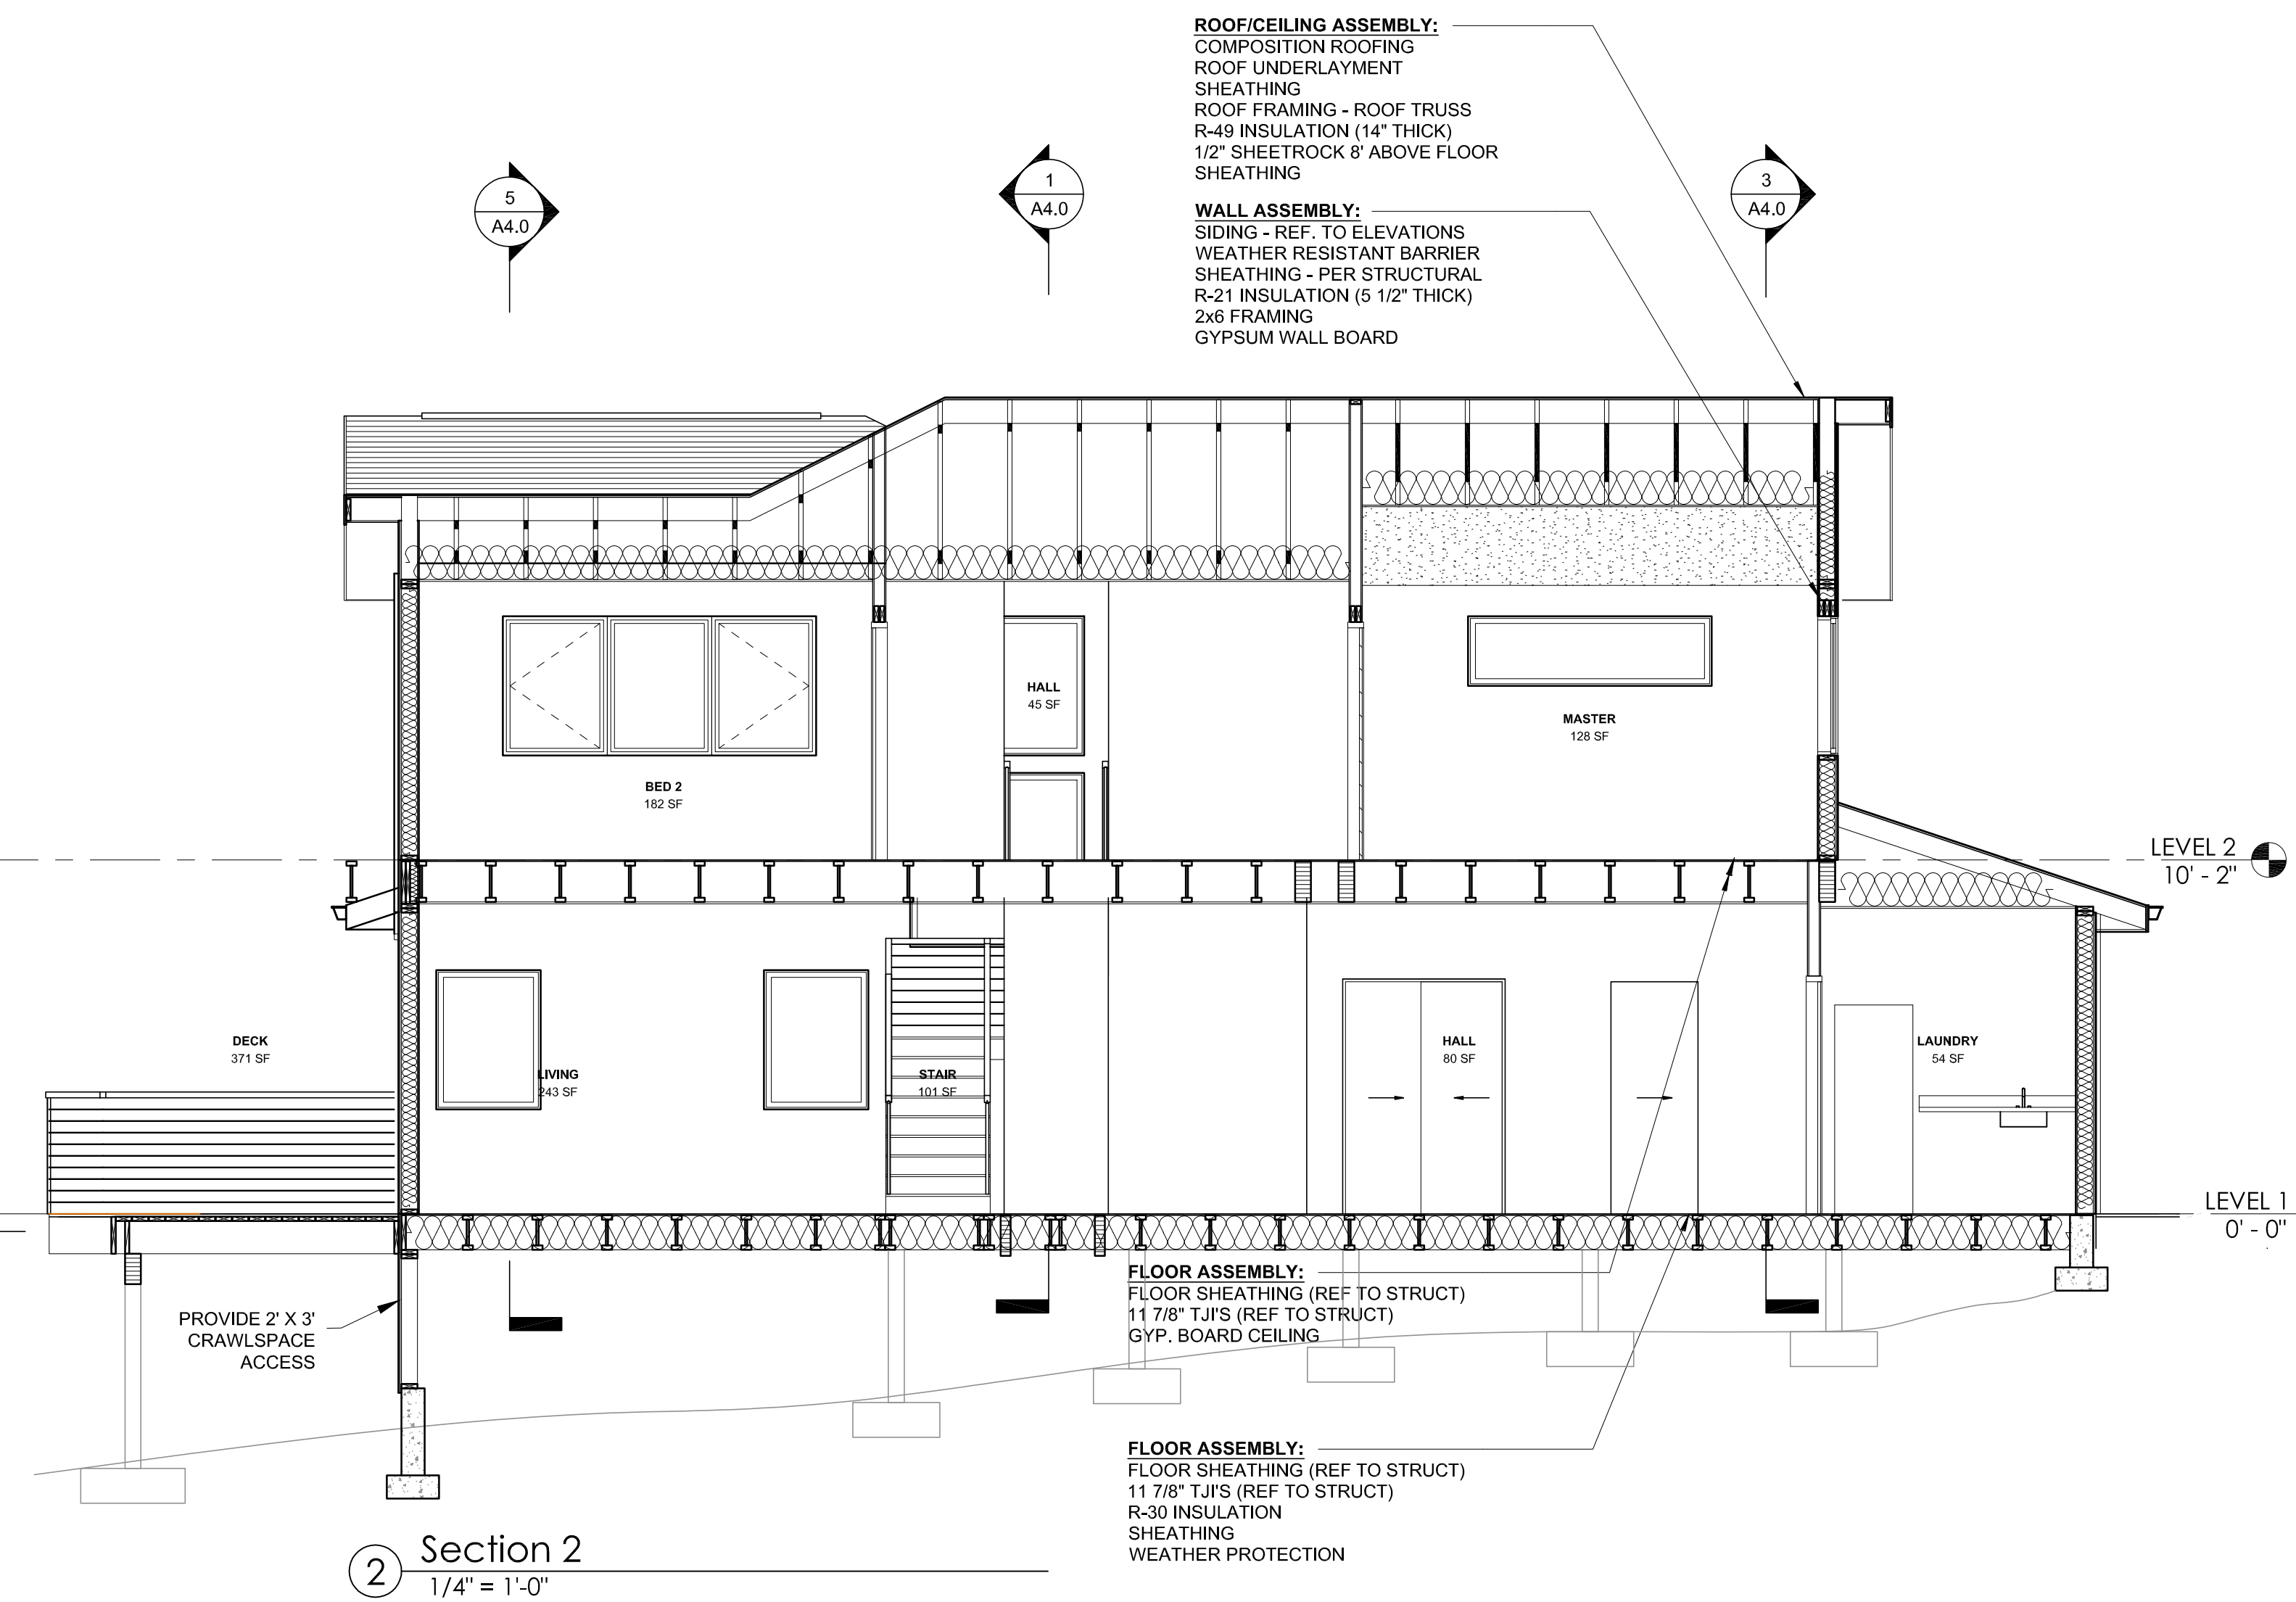 ROOF/CEILING ASSEMBLY:
COMPOSITION ROOFING
ROOF UNDERLAYMENT
SHEATHING
ROOF FRAMING - ROOF TRUSS
R-49 INSULATION (14" THICK)
1/2" SHEETROCK 8' ABOVE FLOOR
SHEATHING
5
A4.0
1
A4.0
3
A4.0
WALL ASSEMBLY:
SIDING - REF. TO ELEVATIONS
WEATHER RESISTANT BARRIER
SHEATHING - PER STRUCTURAL
R-21 INSULATION (5 1/2" THICK)
2x6 FRAMING
GYPSUM WALL BOARD
HALL
45 SF
MASTER
128 SF
BED 2
182 SF
LEVEL 2
10' - 2"
DECK
371 SF
LIVING
243 SF
STAIR
101 SF
HALL
80 SF
LAUNDRY
54 SF
LEVEL 1
0' - 0"
PROVIDE 2' X 3'
CRAWLSPACE
ACCESS
FLOOR ASSEMBLY:
FLOOR SHEATHING (REF TO STRUCT)
11 7/8" TJI'S (REF TO STRUCT)
GYP. BOARD CEILING
FLOOR ASSEMBLY:
FLOOR SHEATHING (REF TO STRUCT)
11 7/8" TJI'S (REF TO STRUCT)
R-30 INSULATION
SHEATHING
WEATHER PROTECTION
2
Section 2
1/4" = 1'-0"